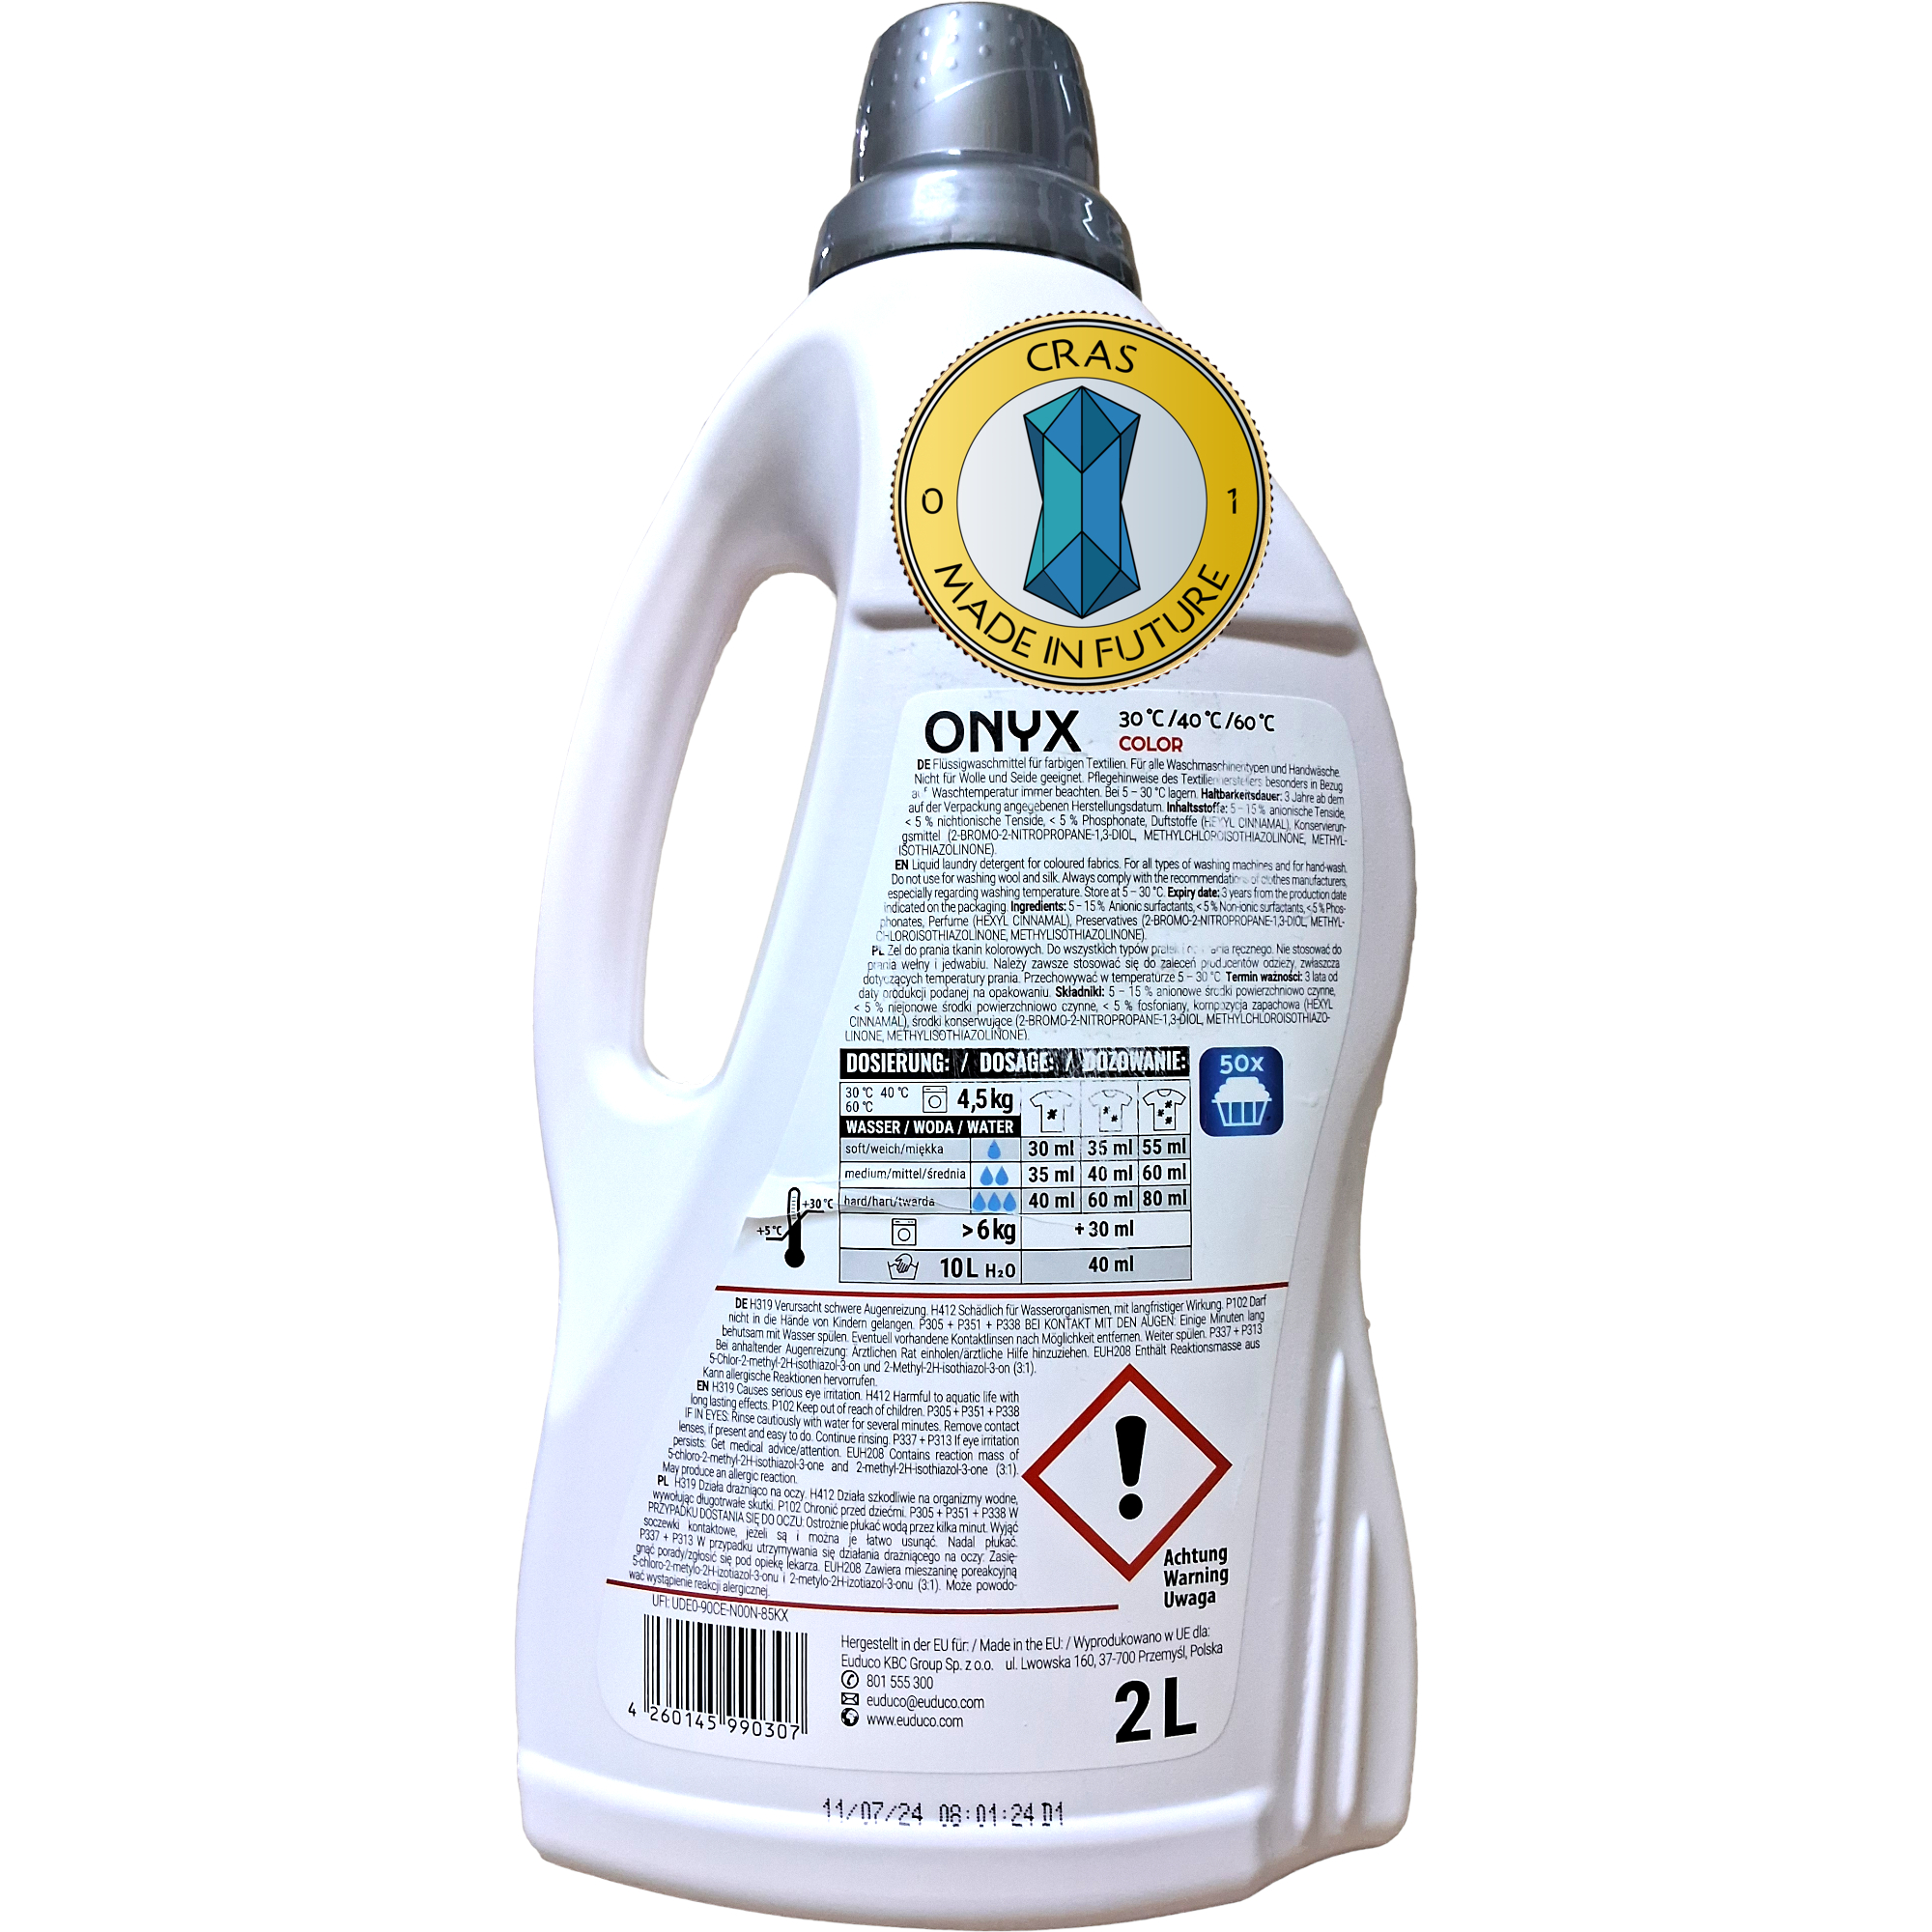 CRAS
0 1
MADE IN FUTURE
ONYX 30 °C /40 °C /60 °C
COLOR
DE Flüssigwaschmittel für farbigen Textilien. Für alle Waschmaschinentypen und Handwäsche.
Nicht für Wolle und Seide geeignet. Pflegehinweise des Textilherstellers besonders in Bezug
auf Waschtemperatur immer beachten. Bei 5 – 30 °C lagern. Haltbarkeitsdauer: 3 Jahre ab dem
auf der Verpackung angegebenen Herstellungsdatum. Inhaltsstoffe: 5 – 15 % anionische Tenside,
< 5 % nichtionische Tenside, < 5 % Phosphonate, Duftstoffe (HEXYL CINNAMAL), Konservierun-
gsmittel (2-BROMO-2-NITROPROPANE-1,3-DIOL, METHYLCHLOROISOTHIAZOLINONE, METHYL-
ISOTHIAZOLINONE).
EN Liquid laundry detergent for coloured fabrics. For all types of washing machines and for hand-wash.
Do not use for washing wool and silk. Always comply with the recommendations of clothes manufacturers,
especially regarding washing temperature. Store at 5 – 30 °C. Expiry date: 3 years from the production date
indicated on the packaging. Ingredients: 5 – 15 % Anionic surfactants, < 5 % Non-ionic surfactants, < 5 % Phos-
phonates, Perfume (HEXYL CINNAMAL), Preservatives (2-BROMO-2-NITROPROPANE-1,3-DIOL, METHYL-
CHLOROISOTHIAZOLINONE, METHYLISOTHIAZOLINONE).
PL Żel do prania tkanin kolorowych. Do wszystkich typów pralek i ręcznego. Nie stosować do
prania wełny i jedwabiu. Należy zawsze stosować się do zaleceń producentów odzieży, zwłaszcza
dotyczących temperatury prania. Przechowywać w temperaturze 5 – 30 °C. Termin ważności: 3 lata od
daty produkcji podanej na opakowaniu. Składniki: 5 – 15 % anionowe środki powierzchniowo czynne,
< 5 % niejonowe środki powierzchniowo czynne, < 5 % fosfoniany, kompozycja zapachowa (HEXYL
CINNAMAL), środki konserwujące (2-BROMO-2-NITROPROPANE-1,3-DIOL, METHYLCHLOROISOTHIAZO-
LINONE, METHYLISOTHIAZOLINONE).
DOSIERUNG: / DOSAGE: / DOZOWANIE: 50x
30 °C 40 °C
60 °C 4,5 kg
WASSER / WODA / WATER
soft/weich/miękka 30 ml 35 ml 55 ml
medium/mittel/średnia 35 ml 40 ml 60 ml
hard/hart/twarda 40 ml 60 ml 80 ml
+30 °C
+5 °C
> 6 kg + 30 ml
10 L H₂O 40 ml
DE H319 Verursacht schwere Augenreizung. H412 Schädlich für Wasserorganismen, mit langfristiger Wirkung. P102 Darf
nicht in die Hände von Kindern gelangen. P305 + P351 + P338 BEI KONTAKT MIT DEN AUGEN: Einige Minuten lang
behutsam mit Wasser spülen. Eventuell vorhandene Kontaktlinsen nach Möglichkeit entfernen. Weiter spülen. P337 + P313
Bei anhaltender Augenreizung: Ärztlichen Rat einholen/ärztliche Hilfe hinzuziehen. EUH208 Enthält Reaktionsmasse aus
5-Chlor-2-methyl-2H-isothiazol-3-on und 2-Methyl-2H-isothiazol-3-on (3:1).
Kann allergische Reaktionen hervorrufen.
EN H319 Causes serious eye irritation. H412 Harmful to aquatic life with
long lasting effects. P102 Keep out of reach of children. P305 + P351 + P338
IF IN EYES: Rinse cautiously with water for several minutes. Remove contact
lenses, if present and easy to do. Continue rinsing. P337 + P313 If eye irritation
persists: Get medical advice/attention. EUH208 Contains reaction mass of
5-chloro-2-methyl-2H-isothiazol-3-one and 2-methyl-2H-isothiazol-3-one (3:1).
May produce an allergic reaction.
PL H319 Działa drażniąco na oczy. H412 Działa szkodliwie na organizmy wodne,
wywołując długotrwałe skutki. P102 Chronić przed dziećmi. P305 + P351 + P338 W
PRZYPADKU DOSTANIA SIĘ DO OCZU: Ostrożnie płukać wodą przez kilka minut. Wyjąć
soczewki kontaktowe, jeżeli są i można je łatwo usunąć. Nadal płukać.
P337 + P313 W przypadku utrzymywania się działania drażniącego na oczy: Zasię-
gnąć porady/zgłosić się pod opiekę lekarza. EUH208 Zawiera mieszaninę poreakcyjną
5-chloro-2-metylo-2H-izotiazol-3-onu i 2-metylo-2H-izotiazol-3-onu (3:1). Może powodo-
wać wystąpienie reakcji alergicznej.
Achtung
Warning
Uwaga
UFI: UDE0-90CE-N00N-85KX
4 260145 990307
Hergestellt in der EU für: / Made in the EU: / Wyprodukowano w UE dla:
Euduco KBC Group Sp. z o.o. ul. Lwowska 160, 37-700 Przemyśl, Polska
801 555 300
euduco@euduco.com
www.euduco.com
2 L
11/07/24 08:01:24 D1